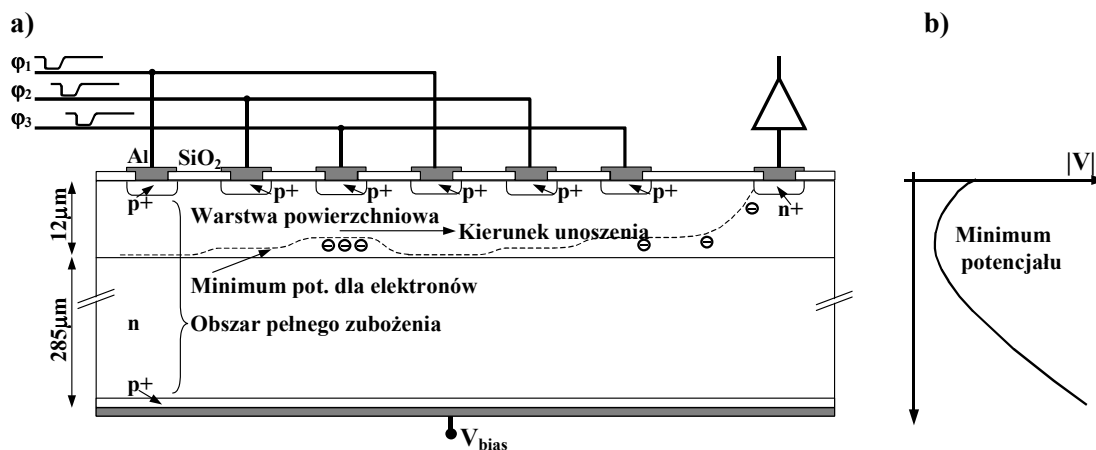 a)
b)
φ1
φ2
φ3
Al
SiO2
p+
p+
p+
p+
p+
p+
n+
|V|
12µm
Warstwa powierzchniowa
Kierunek unoszenia
Minimum
potencjału
Minimum pot. dla elektronów
285µm
n
Obszar pełnego zubożenia
p+
Vbias